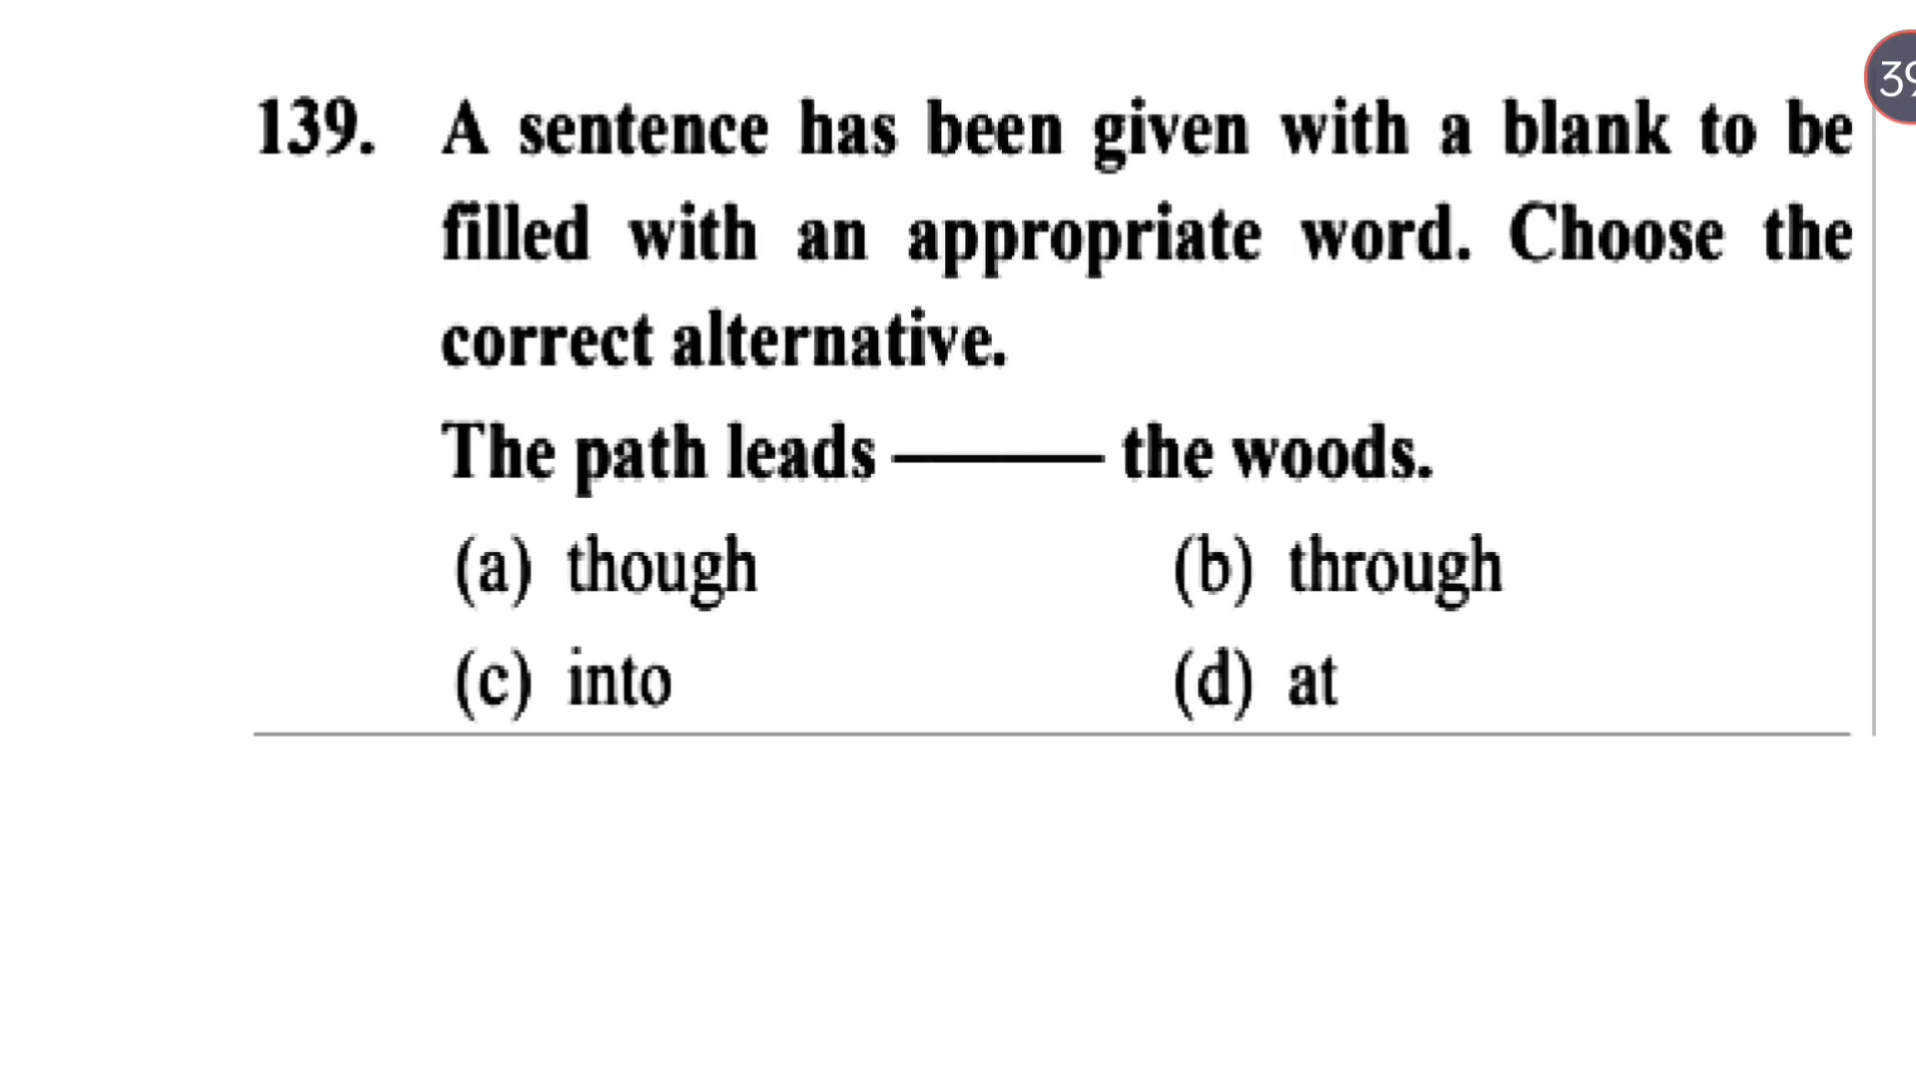 139. A sentence has been given with a blank to be
filled with an appropriate word. Choose the
correct alternative.
The path leads ——— the woods.
(a) though (b) through
(c) into (d) at
39